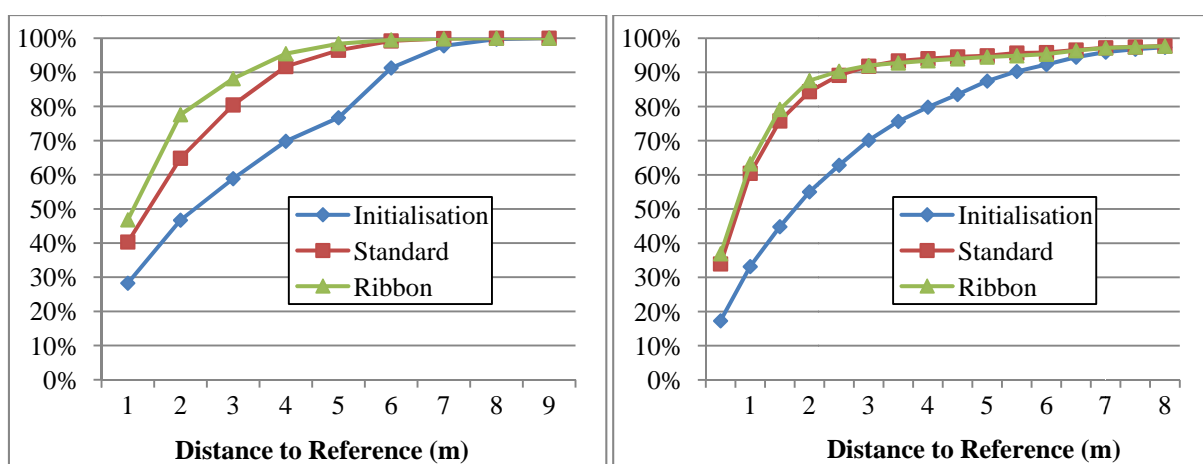 100%
90%
80%
70%
60%
50%
40%
30%
20%
10%
0%
Initialisation
Standard
Ribbon
1 2 3 4 5 6 7 8 9
Distance to Reference (m)
100%
90%
80%
70%
60%
50%
40%
30%
20%
10%
0%
Initialisation
Standard
Ribbon
1 2 3 4 5 6 7 8
Distance to Reference (m)